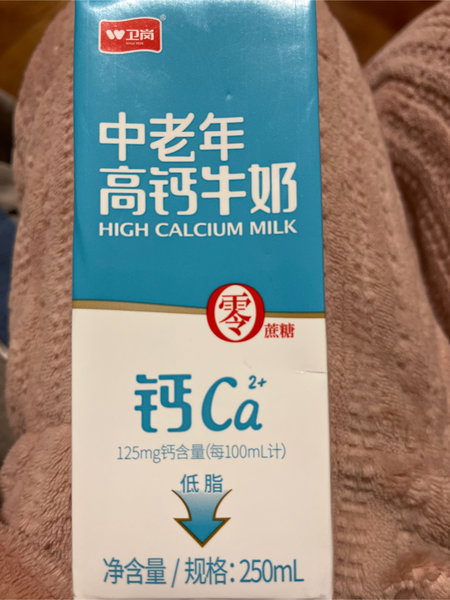 卫岗
中老年
高钙牛奶
HIGH CALCIUM MILK
零蔗糖
钙Ca²⁺
125mg钙含量(每100mL计)
低脂
净含量/规格:250mL